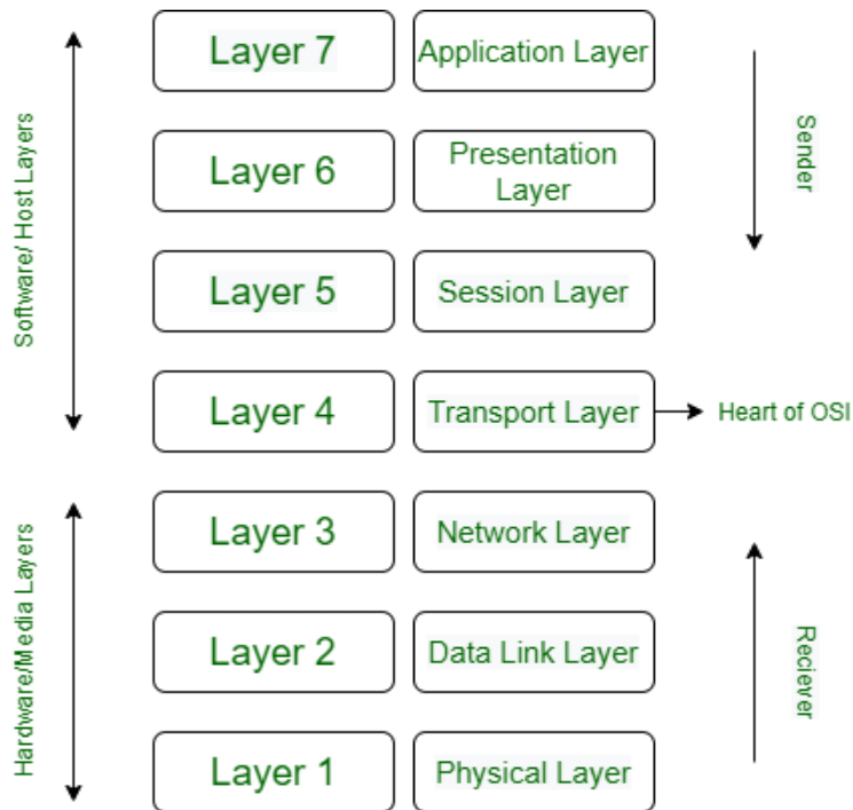 Layer 7
Application Layer
Layer 6
Presentation
Layer
Layer 5
Session Layer
Layer 4
Transport Layer
Heart of OSI
Layer 3
Network Layer
Layer 2
Data Link Layer
Layer 1
Physical Layer
Software/ Host Layers
Hardware/Media Layers
Sender
Reciever